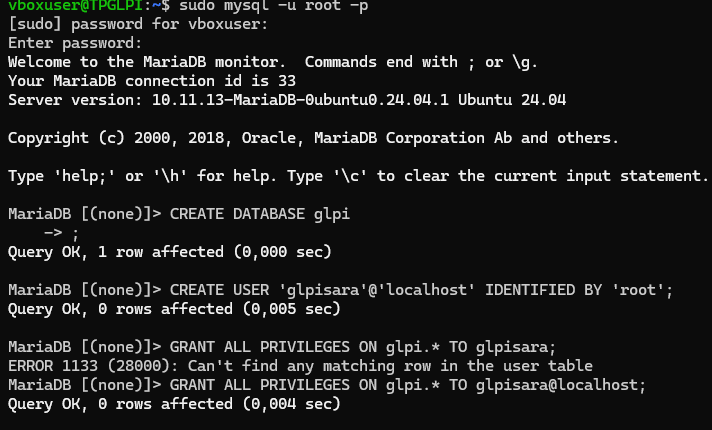 vboxuser@TPGLPI:~$ sudo mysql -u root -p
[sudo] password for vboxuser:
Enter password:
Welcome to the MariaDB monitor.  Commands end with ; or \g.
Your MariaDB connection id is 33
Server version: 10.11.13-MariaDB-0ubuntu0.24.04.1 Ubuntu 24.04

Copyright (c) 2000, 2018, Oracle, MariaDB Corporation Ab and others.

Type 'help;' or '\h' for help. Type '\c' to clear the current input statement.

MariaDB [(none)]> CREATE DATABASE glpi
    -> ;
Query OK, 1 row affected (0,000 sec)

MariaDB [(none)]> CREATE USER 'glpisara'@'localhost' IDENTIFIED BY 'root';
Query OK, 0 rows affected (0,005 sec)

MariaDB [(none)]> GRANT ALL PRIVILEGES ON glpi.* TO glpisara;
ERROR 1133 (28000): Can't find any matching row in the user table
MariaDB [(none)]> GRANT ALL PRIVILEGES ON glpi.* TO glpisara@localhost;
Query OK, 0 rows affected (0,004 sec)